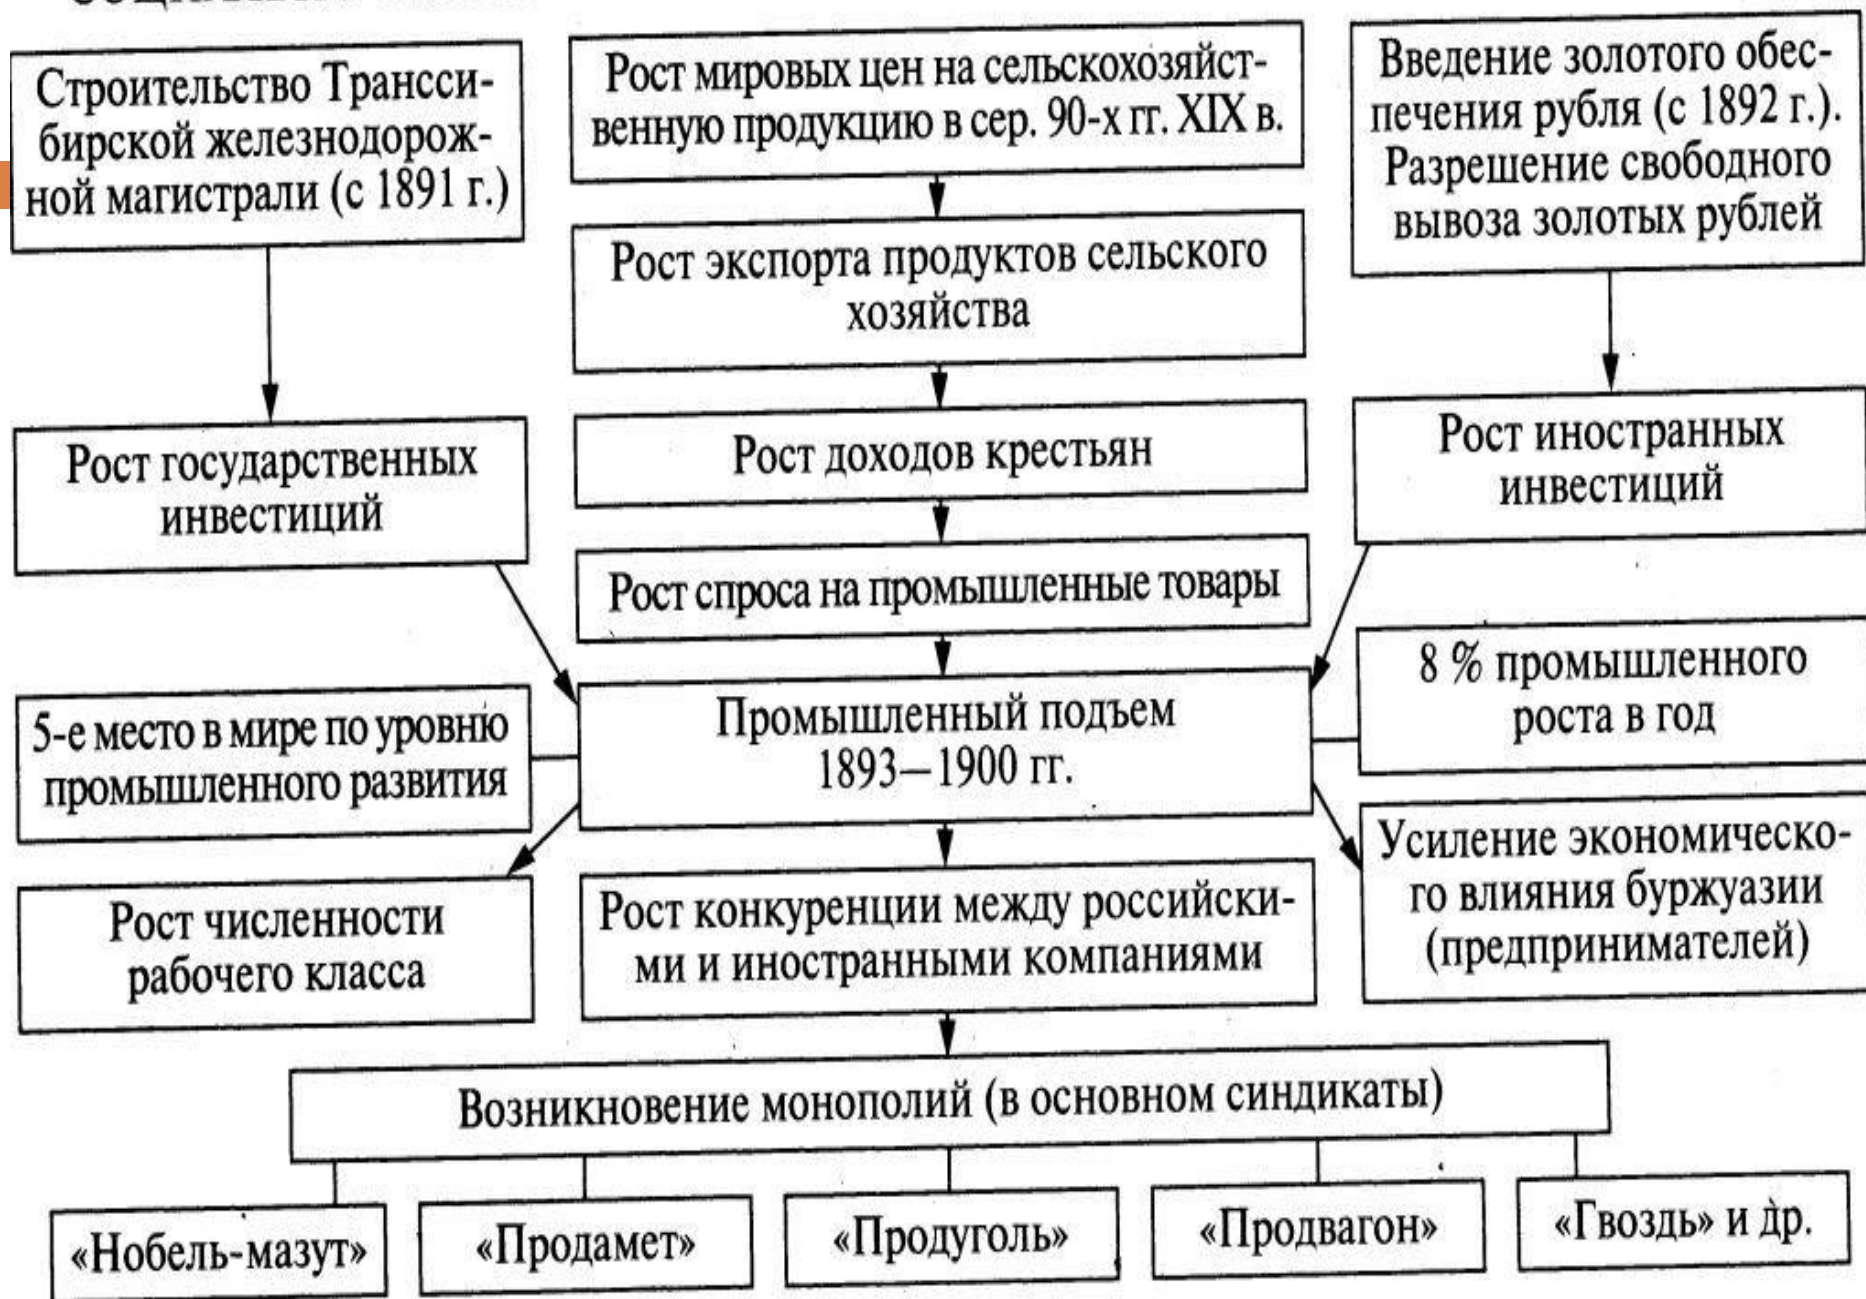 Строительство Трансси-
бирской железнодорож-
ной магистрали (с 1891 г.)
Рост мировых цен на сельскохозяйст-
венную продукцию в сер. 90-х гг. XIX в.
Введение золотого обес-
печения рубля (с 1892 г.).
Разрешение свободного
вывоза золотых рублей
Рост экспорта продуктов сельского
хозяйства
Рост государственных
инвестиций
Рост доходов крестьян
Рост иностранных
инвестиций
Рост спроса на промышленные товары
5-е место в мире по уровню
промышленного развития
Промышленный подъем
1893—1900 гг.
8 % промышленного
роста в год
Рост численности
рабочего класса
Рост конкуренции между российски-
ми и иностранными компаниями
Усиление экономическо-
го влияния буржуазии
(предпринимателей)
Возникновение монополий (в основном синдикаты)
«Нобель-мазут»
«Продамет»
«Продуголь»
«Продвагон»
«Гвоздь» и др.